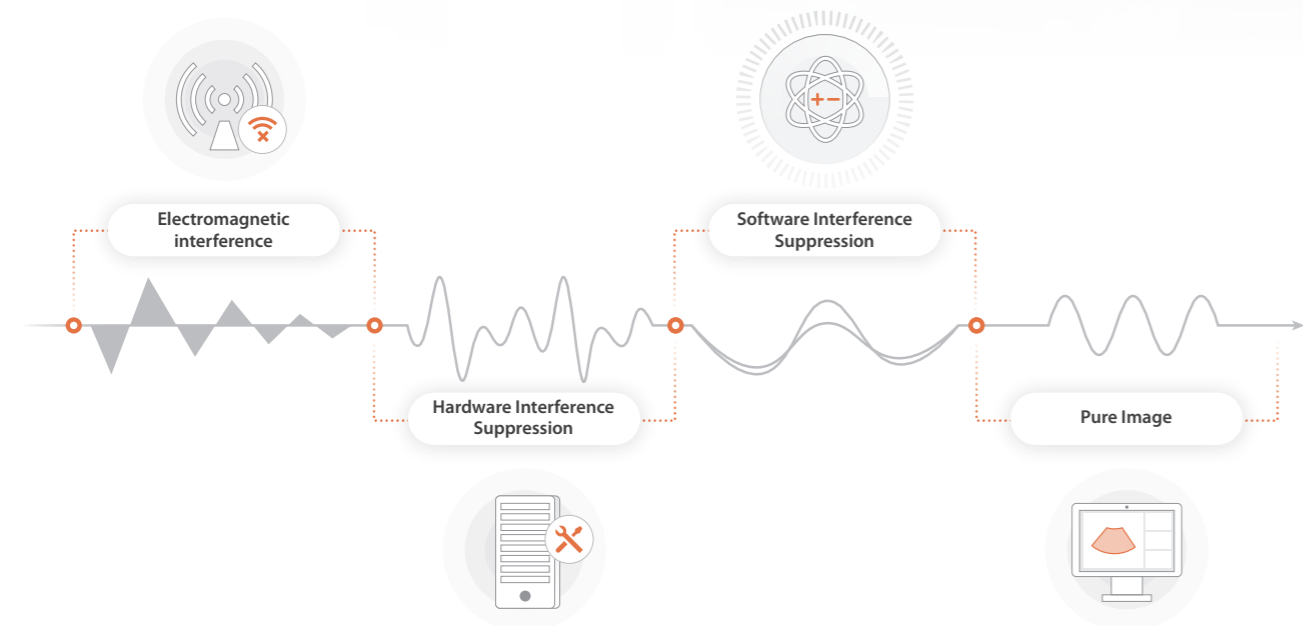 Electromagnetic
interference
Hardware Interference
Suppression
Software Interference
Suppression
Pure Image